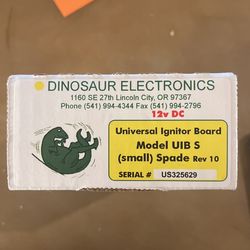 DINOSAUR ELECTRONICS
1160 SE 27th Lincoln City, OR 97367
Phone (541) 994-4344 Fax (541) 994-2796
12v DC
Universal Ignitor Board
Model UIB S
(small) Spade Rev 10
SERIAL # US325629